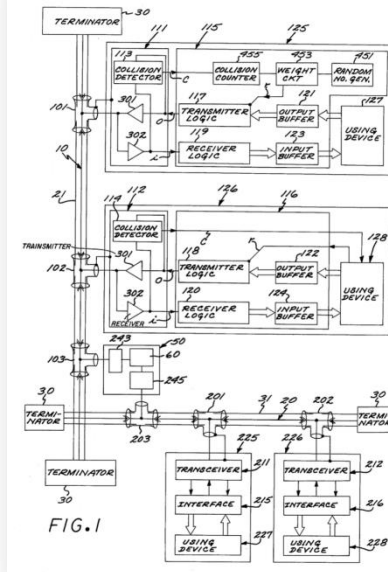 30
TERMINATOR
111
115
125
113
COLLISION DETECTOR
C
455
COLLISION COUNTER
453
WEIGHT CKT
451
RANDOM NO. GEN.
127
101
301
117
TRANSMITTER LOGIC
r
121
OUTPUT BUFFER
USING DEVICE
10
302
o
119
RECEIVER LOGIC
123
INPUT BUFFER
i
21
112
126
116
114
COLLISION DETECTOR
C
r
128
TRAINSMITTER
301
118
TRANSMITTER LOGIC
122
OUTPUT BUFFER
USING DEVICE
102
302
o
120
RECEIVER LOGIC
124
INPUT BUFFER
RECEIVER
i
243
50
103
60
30
245
201
31
20
202
30
TERMI-
NATOR
TERMI-
NATOR
203
225
226
TRANSCEIVER
211
TRANSCEIVER
212
TERMINATOR
30
INTERFACE
215
INTERFACE
216
FIG. 1
USING DEVICE
227
USING DEVICE
228